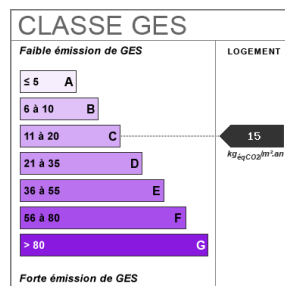 CLASSE GES
Faible émission de GES
LOGEMENT
≤ 5 A
6 à 10 B
11 à 20 C
15
kgéqCO2/m².an
21 à 35 D
36 à 55 E
56 à 80 F
> 80 G
Forte émission de GES